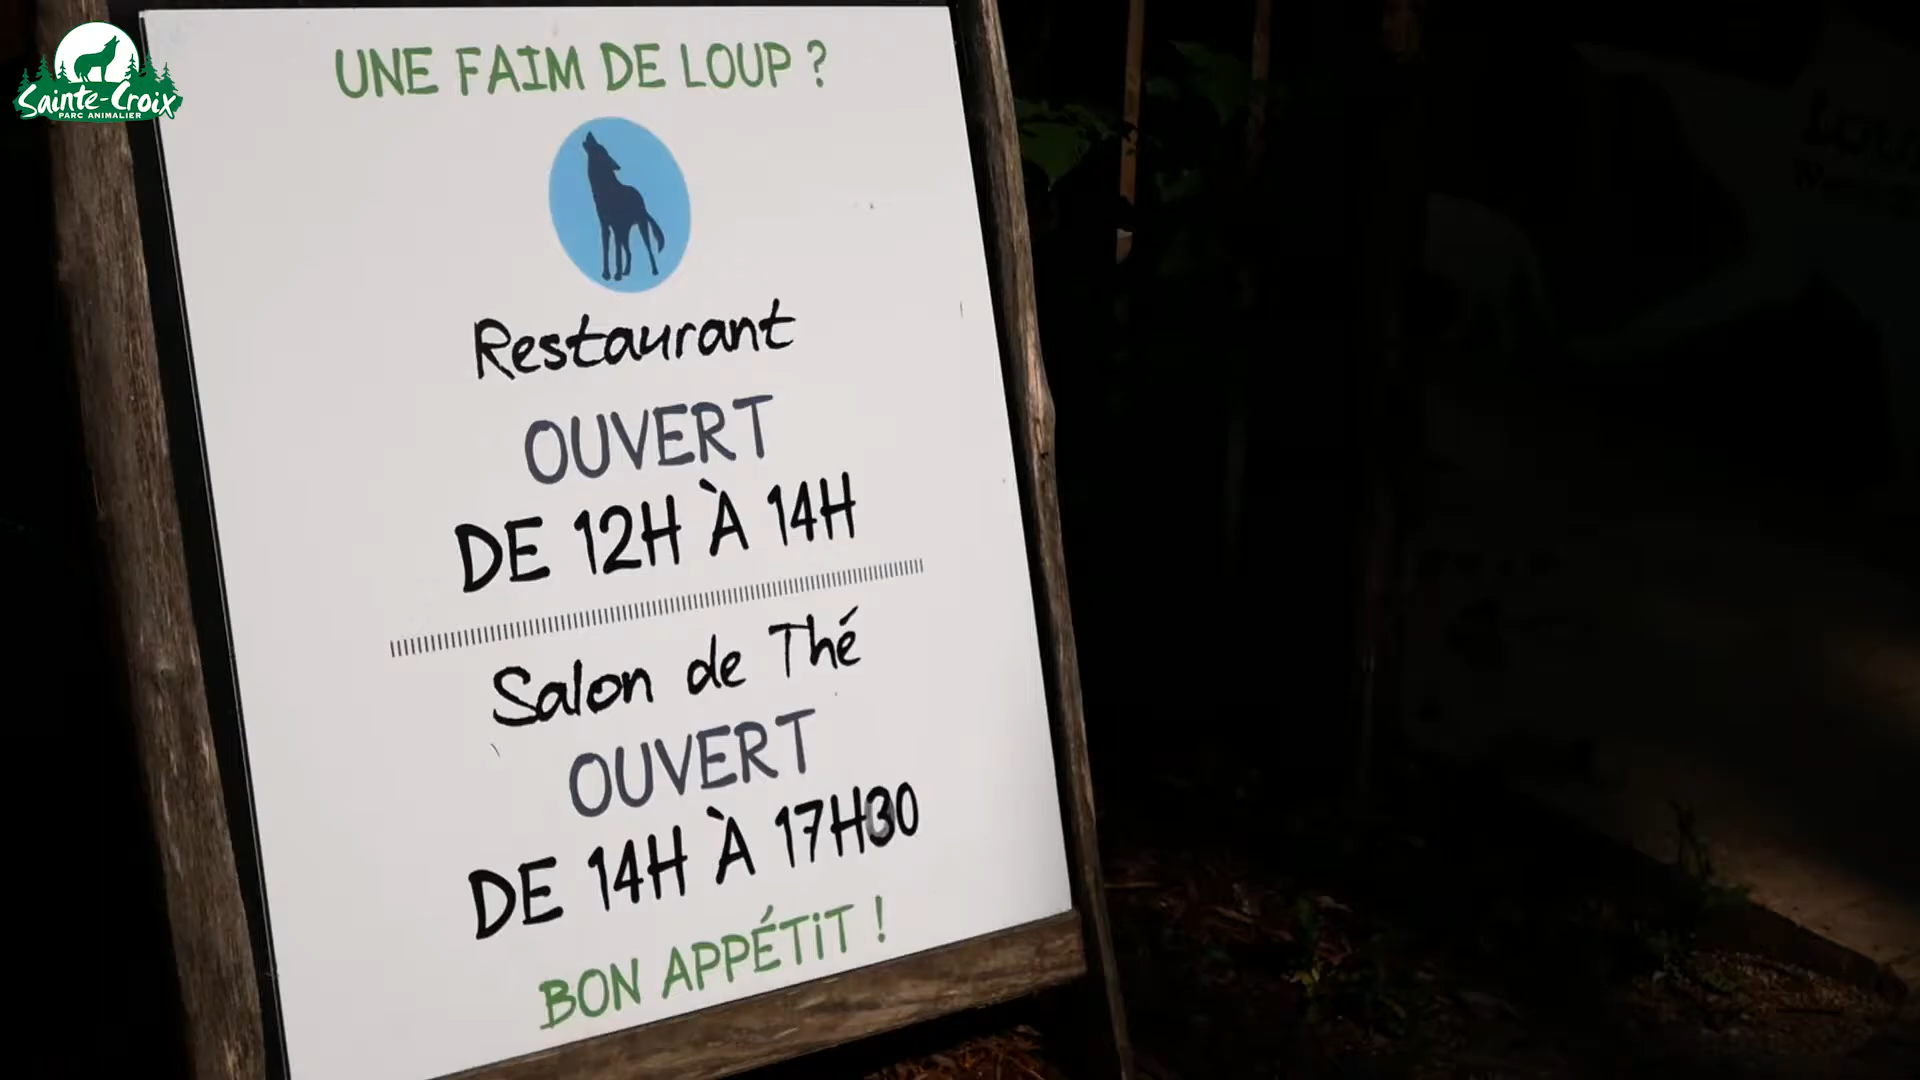 Sainte-Croix
PARC ANIMALIER
UNE FAIM DE LOUP ?
Restaurant
OUVERT
DE 12H À 14H
Salon de Thé
OUVERT
DE 14H À 17H30
BON APPÉTiT !